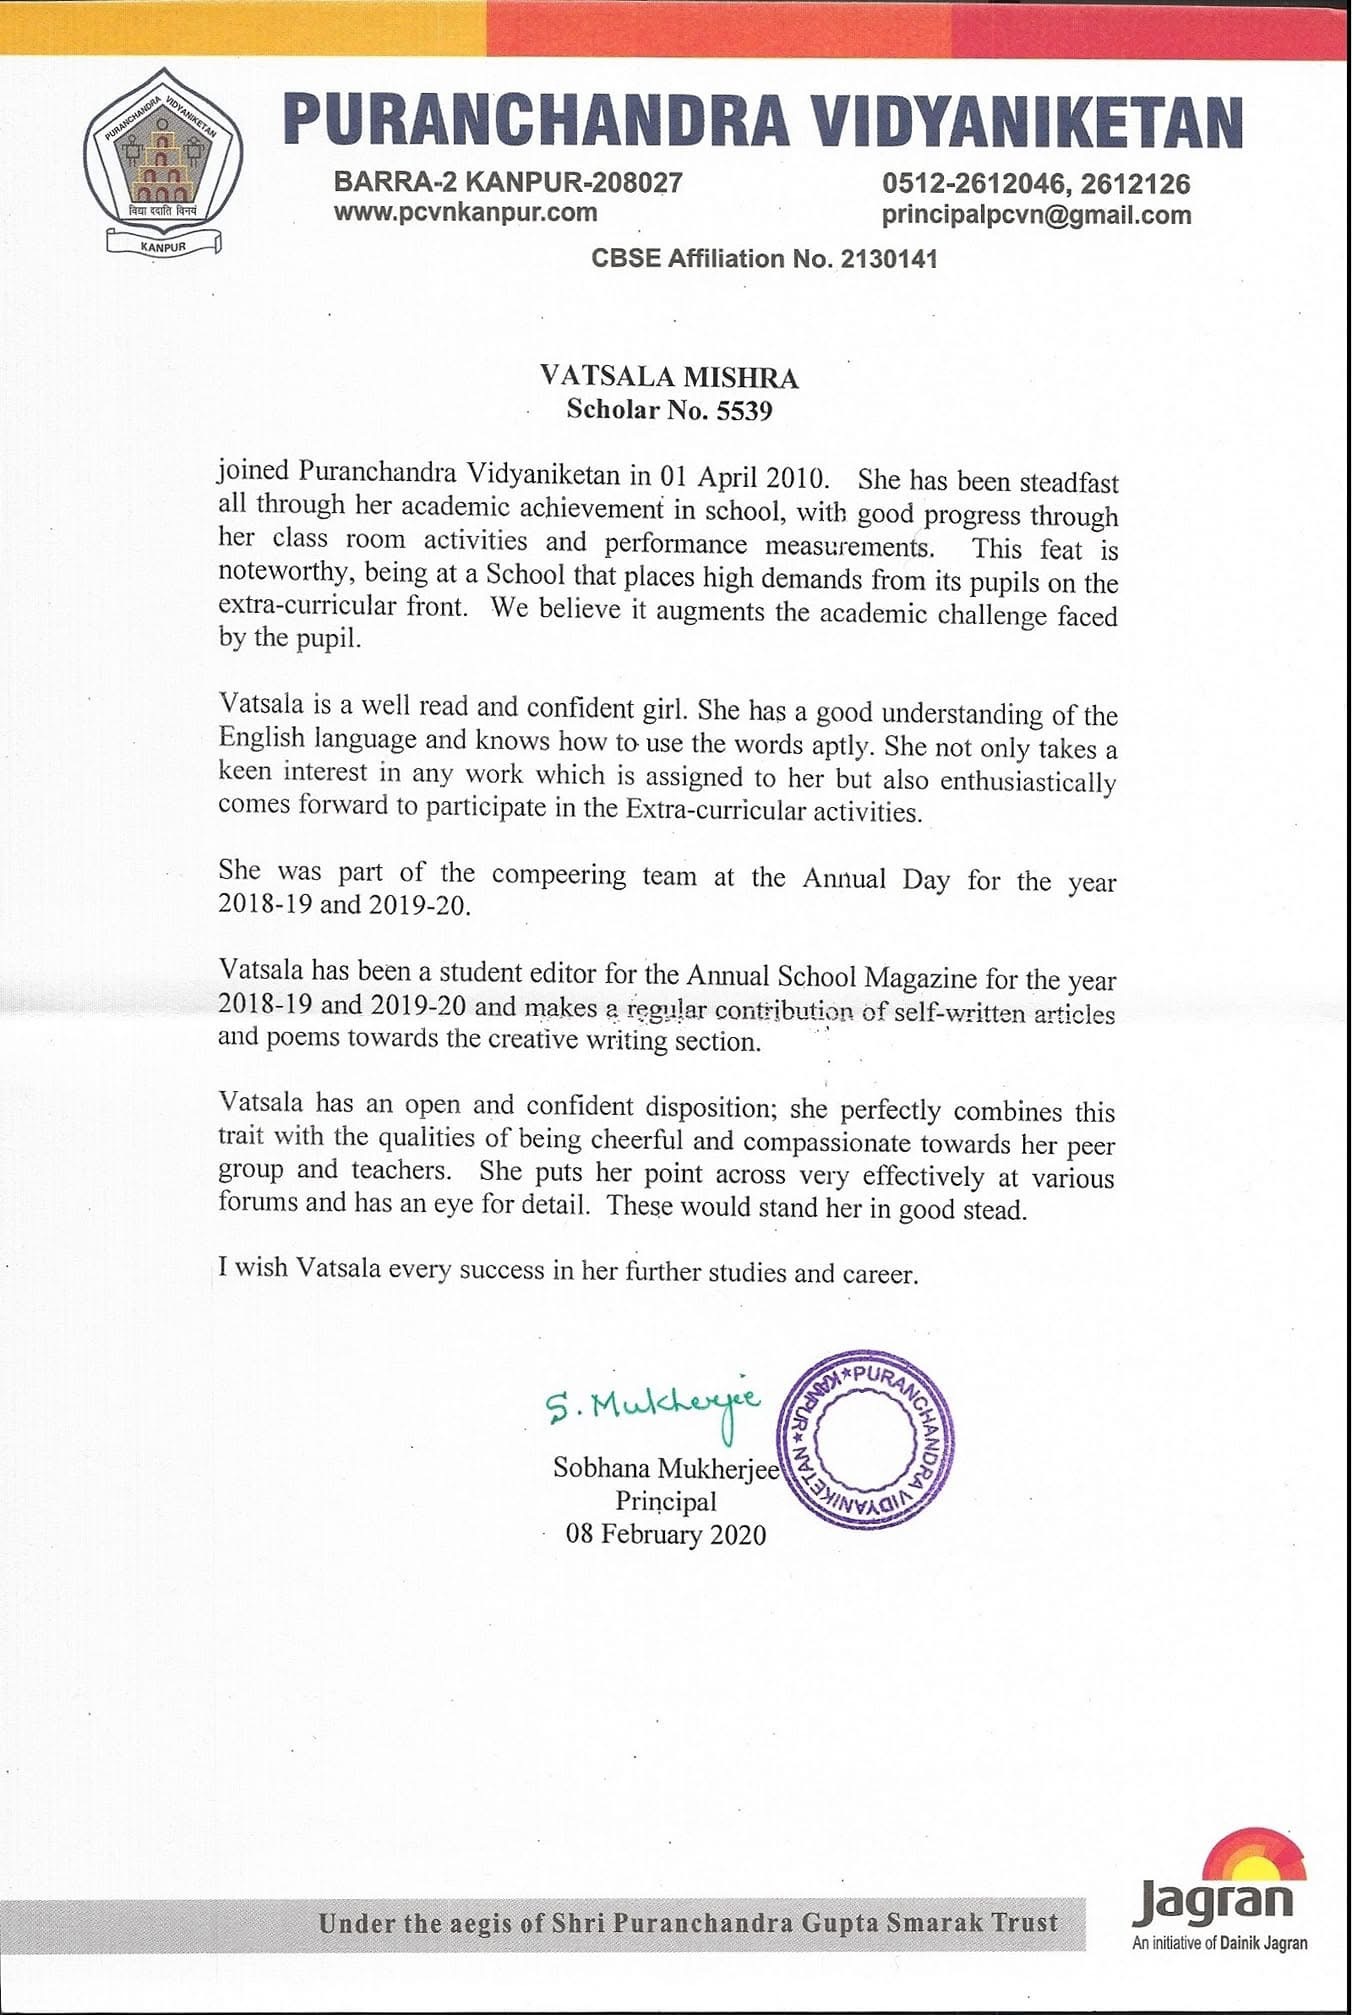 PURANCHANDRA VIDYANIKETAN
विद्या ददाति विनयं
KANPUR
PURANCHANDRA VIDYANIKETAN
BARRA-2 KANPUR-208027
www.pcvnkanpur.com
0512-2612046, 2612126
principalpcvn@gmail.com
CBSE Affiliation No. 2130141
VATSALA MISHRA
Scholar No. 5539
joined Puranchandra Vidyaniketan in 01 April 2010. She has been steadfast
all through her academic achievement in school, with good progress through
her class room activities and performance measurements. This feat is
noteworthy, being at a School that places high demands from its pupils on the
extra-curricular front. We believe it augments the academic challenge faced
by the pupil.
Vatsala is a well read and confident girl. She has a good understanding of the
English language and knows how to use the words aptly. She not only takes a
keen interest in any work which is assigned to her but also enthusiastically
comes forward to participate in the Extra-curricular activities.
She was part of the compeering team at the Annual Day for the year
2018-19 and 2019-20.
Vatsala has been a student editor for the Annual School Magazine for the year
2018-19 and 2019-20 and makes a regular contribution of self-written articles
and poems towards the creative writing section.
Vatsala has an open and confident disposition; she perfectly combines this
trait with the qualities of being cheerful and compassionate towards her peer
group and teachers. She puts her point across very effectively at various
forums and has an eye for detail. These would stand her in good stead.
I wish Vatsala every success in her further studies and career.
S. Mukherjee
Sobhana Mukherjee
Principal
08 February 2020
PURANCHANDRA VIDYANIKETAN * KANPUR *
Under the aegis of Shri Puranchandra Gupta Smarak Trust
Jagran
An initiative of Dainik Jagran